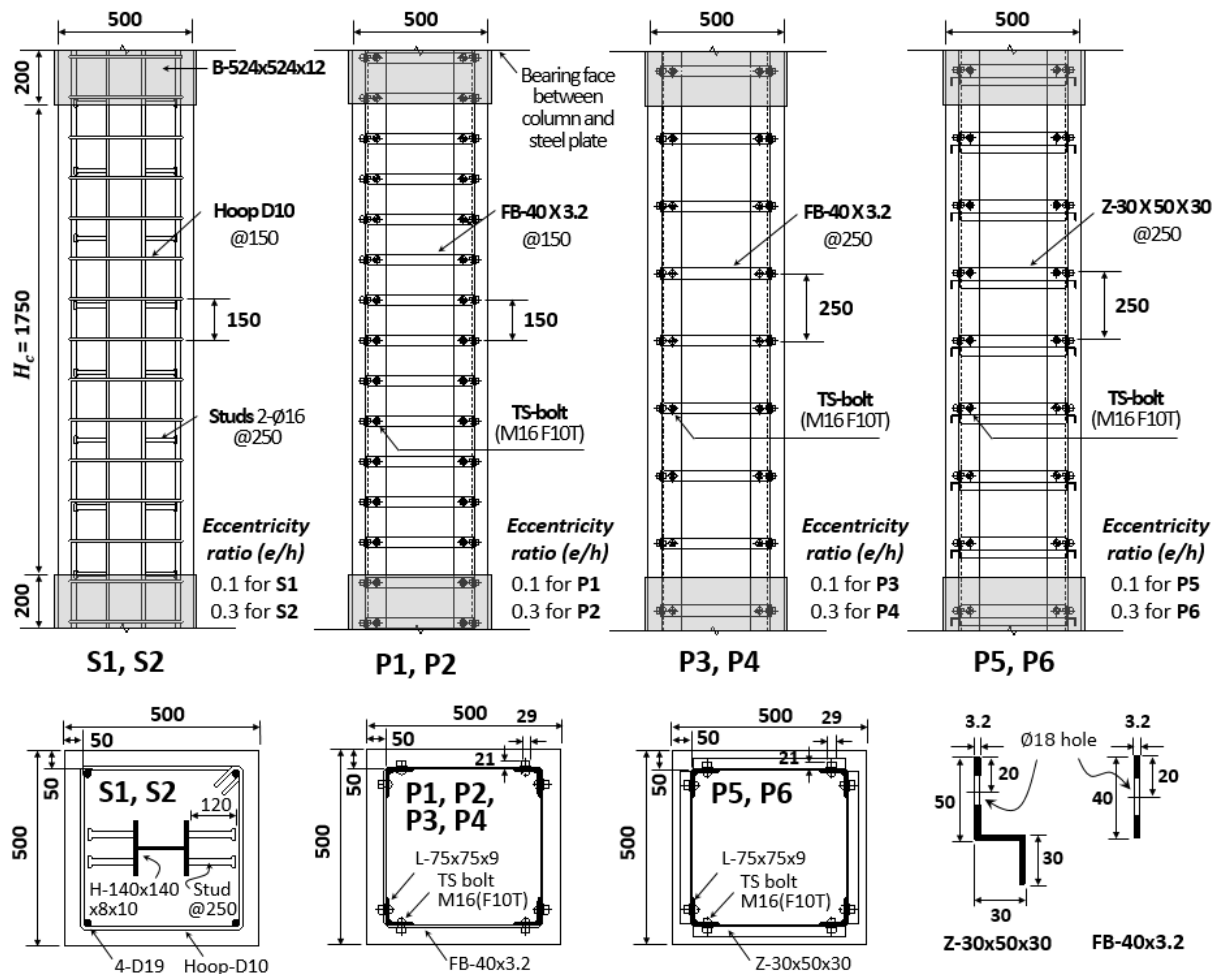 500
500
500
500
200
B-524x524x12
Bearing face
between
column and
steel plate
Hoop D10
@150
FB-40 X 3.2
@150
FB-40 X 3.2
@250
Z-30 X 50 X 30
@250
H_c = 1750
150
150
250
250
Studs 2-Ø16
@250
TS-bolt
(M16 F10T)
TS-bolt
(M16 F10T)
TS-bolt
(M16 F10T)
Eccentricity
ratio (e/h)
0.1 for S1
0.3 for S2
Eccentricity
ratio (e/h)
0.1 for P1
0.3 for P2
Eccentricity
ratio (e/h)
0.1 for P3
0.3 for P4
Eccentricity
ratio (e/h)
0.1 for P5
0.3 for P6
200
S1, S2
P1, P2
P3, P4
P5, P6
500
50
50
500
S1, S2
120
H-140x140
x8x10
Stud
@250
4-D19
Hoop-D10
500
29
50
21
50
500
P1, P2,
P3, P4
L-75x75x9
TS bolt
M16(F10T)
FB-40x3.2
500
29
50
21
50
500
P5, P6
L-75x75x9
TS bolt
M16(F10T)
Z-30x50x30
3.2
Ø18 hole
20
50
30
30
Z-30x50x30
3.2
20
40
FB-40x3.2